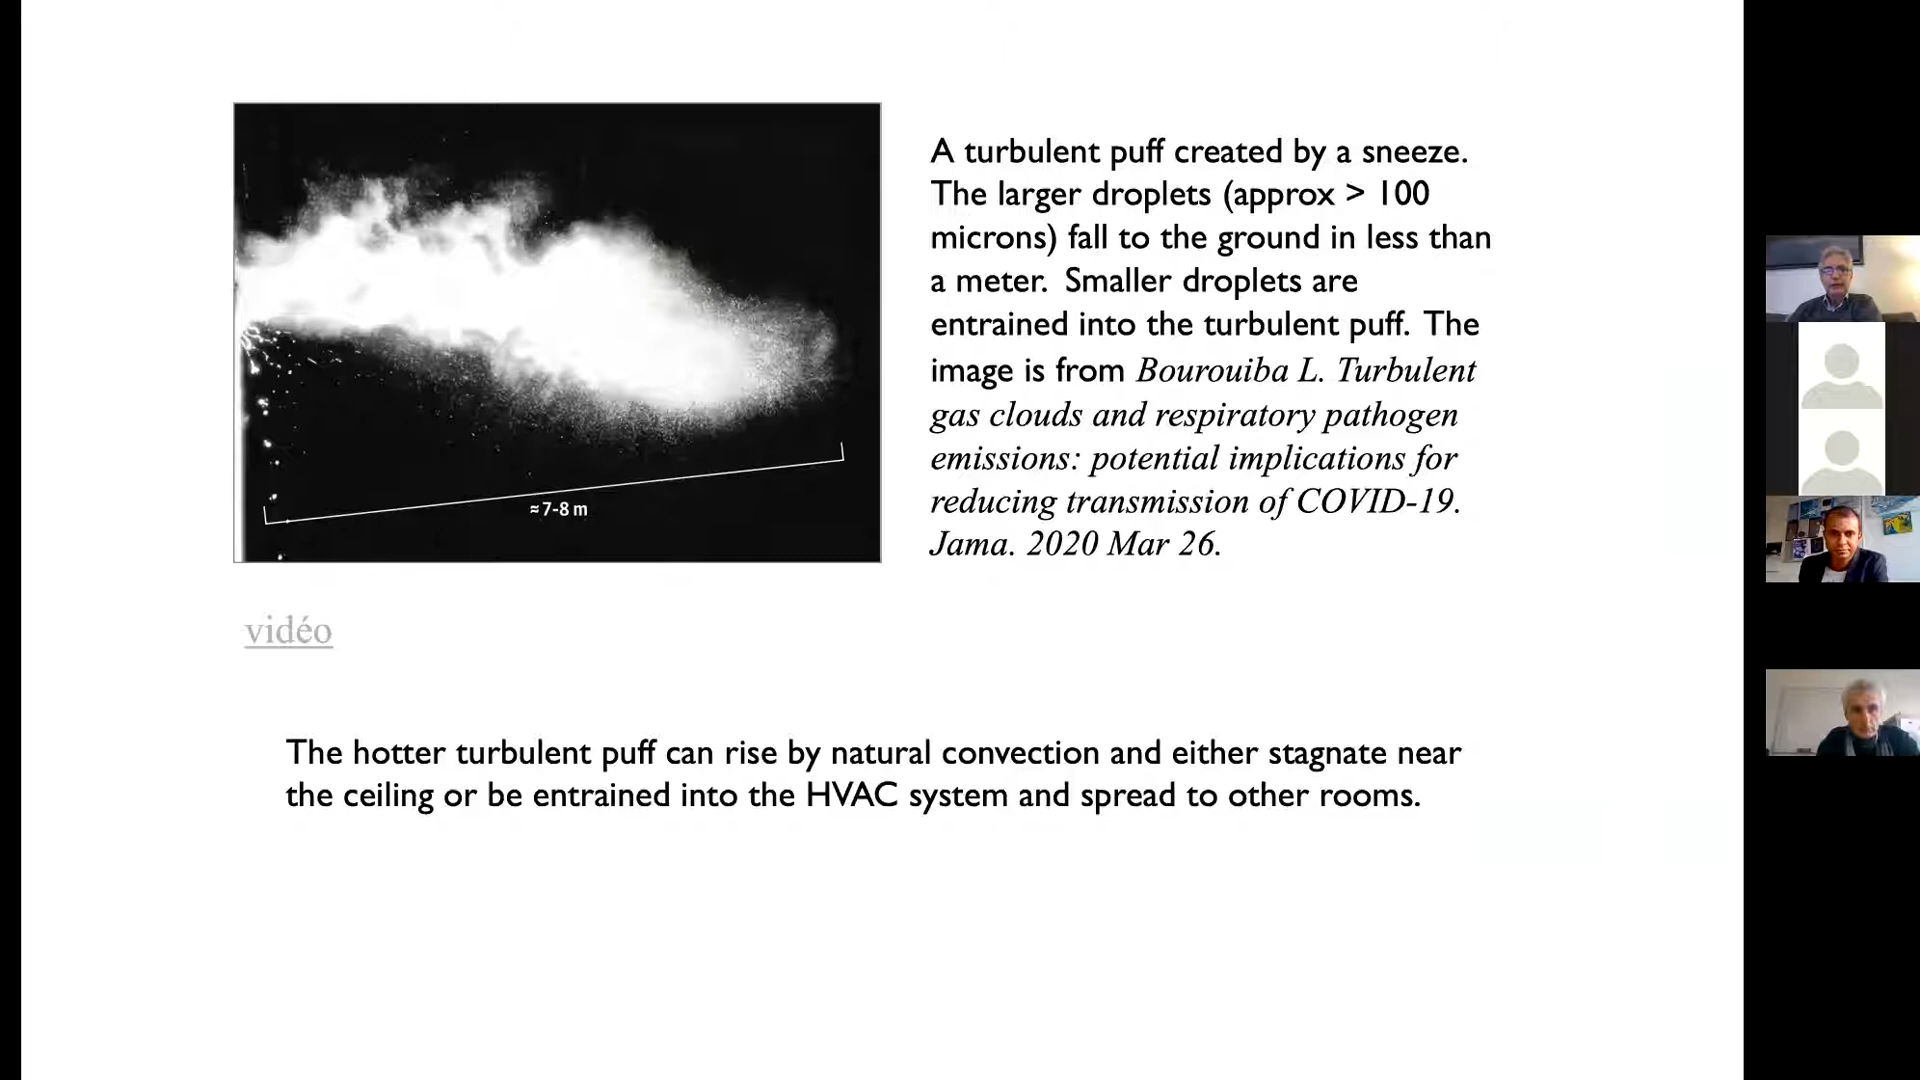 A turbulent puff created by a sneeze.
The larger droplets (approx > 100
microns) fall to the ground in less than
a meter.  Smaller droplets are
entrained into the turbulent puff. The
image is from Bourouiba L. Turbulent
gas clouds and respiratory pathogen
emissions: potential implications for
reducing transmission of COVID-19.
Jama. 2020 Mar 26.
≈7-8 m
vidéo
The hotter turbulent puff can rise by natural convection and either stagnate near
the ceiling or be entrained into the HVAC system and spread to other rooms.